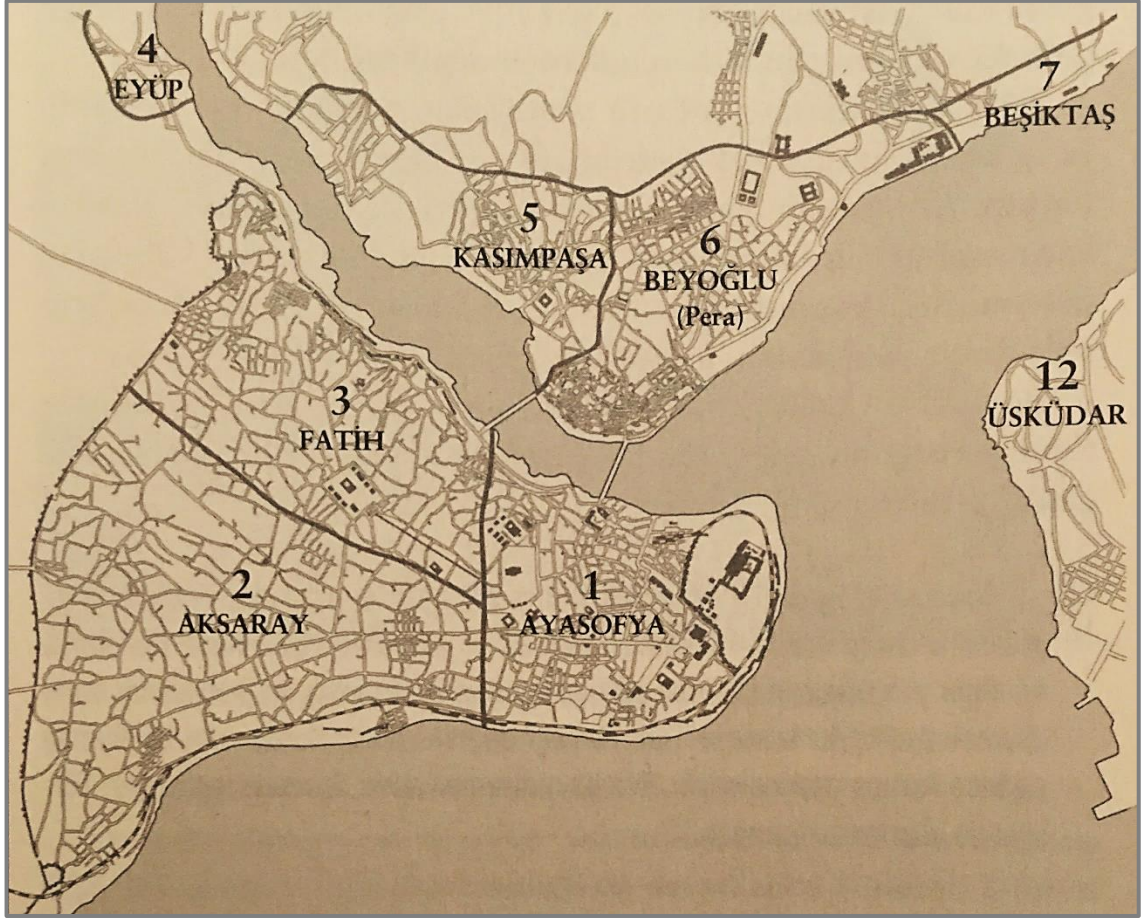 4
EYÜP
7
BEŞİKTAŞ
5
KASIMPAŞA
6
BEYOĞLU
(Pera)
12
ÜSKÜDAR
3
FATİH
2
AKSARAY
1
AYASOFYA